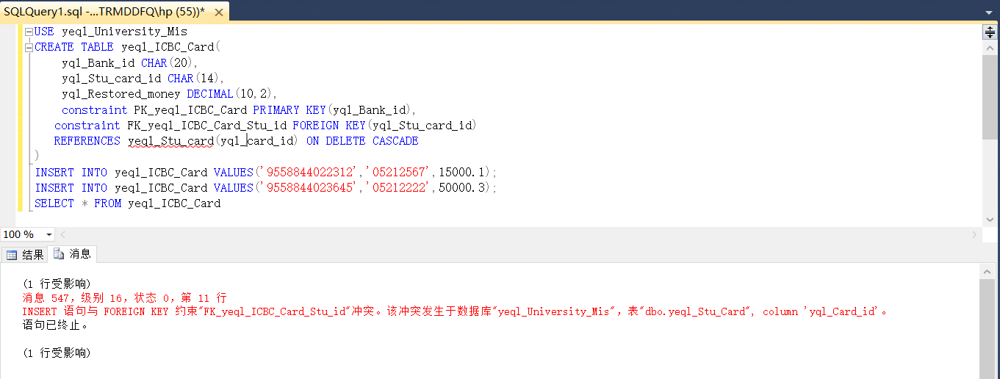 SQLQuery1.sql -...TRMDDFQ\hp (55))*
USE yeql_University_Mis
CREATE TABLE yeql_ICBC_Card(
yql_Bank_id CHAR(20),
yql_Stu_card_id CHAR(14),
yql_Restored_money DECIMAL(10,2),
constraint PK_yeql_ICBC_Card PRIMARY KEY(yql_Bank_id),
constraint FK_yeql_ICBC_Card_Stu_id FOREIGN KEY(yql_Stu_card_id)
REFERENCES yeql_Stu_card(yql_card_id) ON DELETE CASCADE
)
INSERT INTO yeql_ICBC_Card VALUES('9558844022312','05212567',15000.1);
INSERT INTO yeql_ICBC_Card VALUES('9558844023645','05212222',50000.3);
SELECT * FROM yeql_ICBC_Card
100 %
结果 消息
(1 行受影响)
消息 547，级别 16，状态 0，第 11 行
INSERT 语句与 FOREIGN KEY 约束"FK_yeql_ICBC_Card_Stu_id"冲突。该冲突发生于数据库"yeql_University_Mis"，表"dbo.yeql_Stu_Card", column 'yql_Card_id'。
语句已终止。
(1 行受影响)